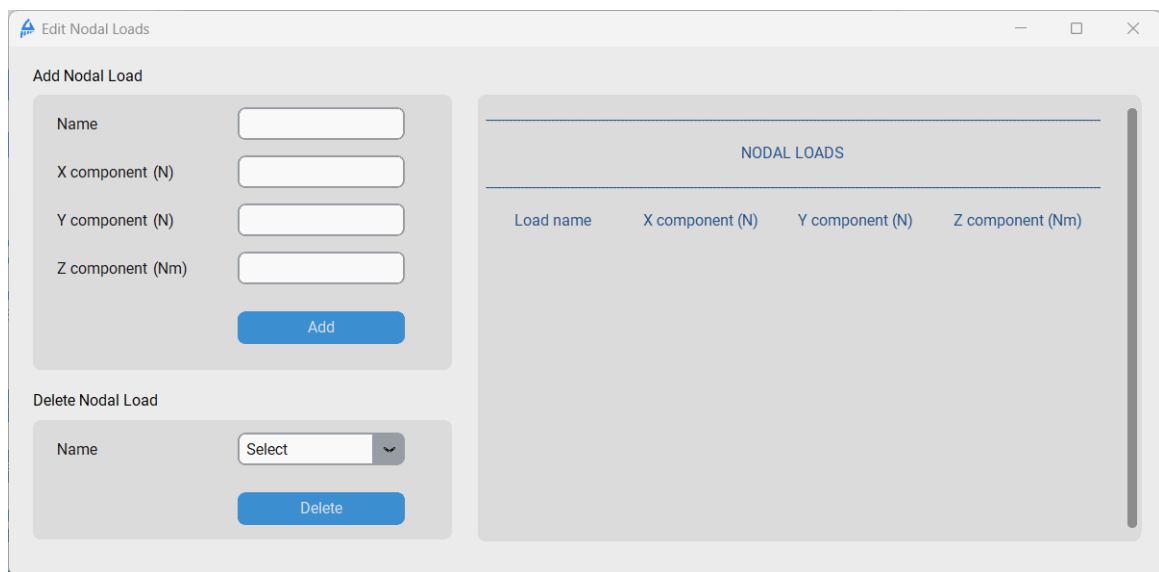 Edit Nodal Loads
Add Nodal Load
Name
X component (N)
Y component (N)
Z component (Nm)
Add
Delete Nodal Load
Name
Select
Delete
NODAL LOADS
Load name X component (N) Y component (N) Z component (Nm)